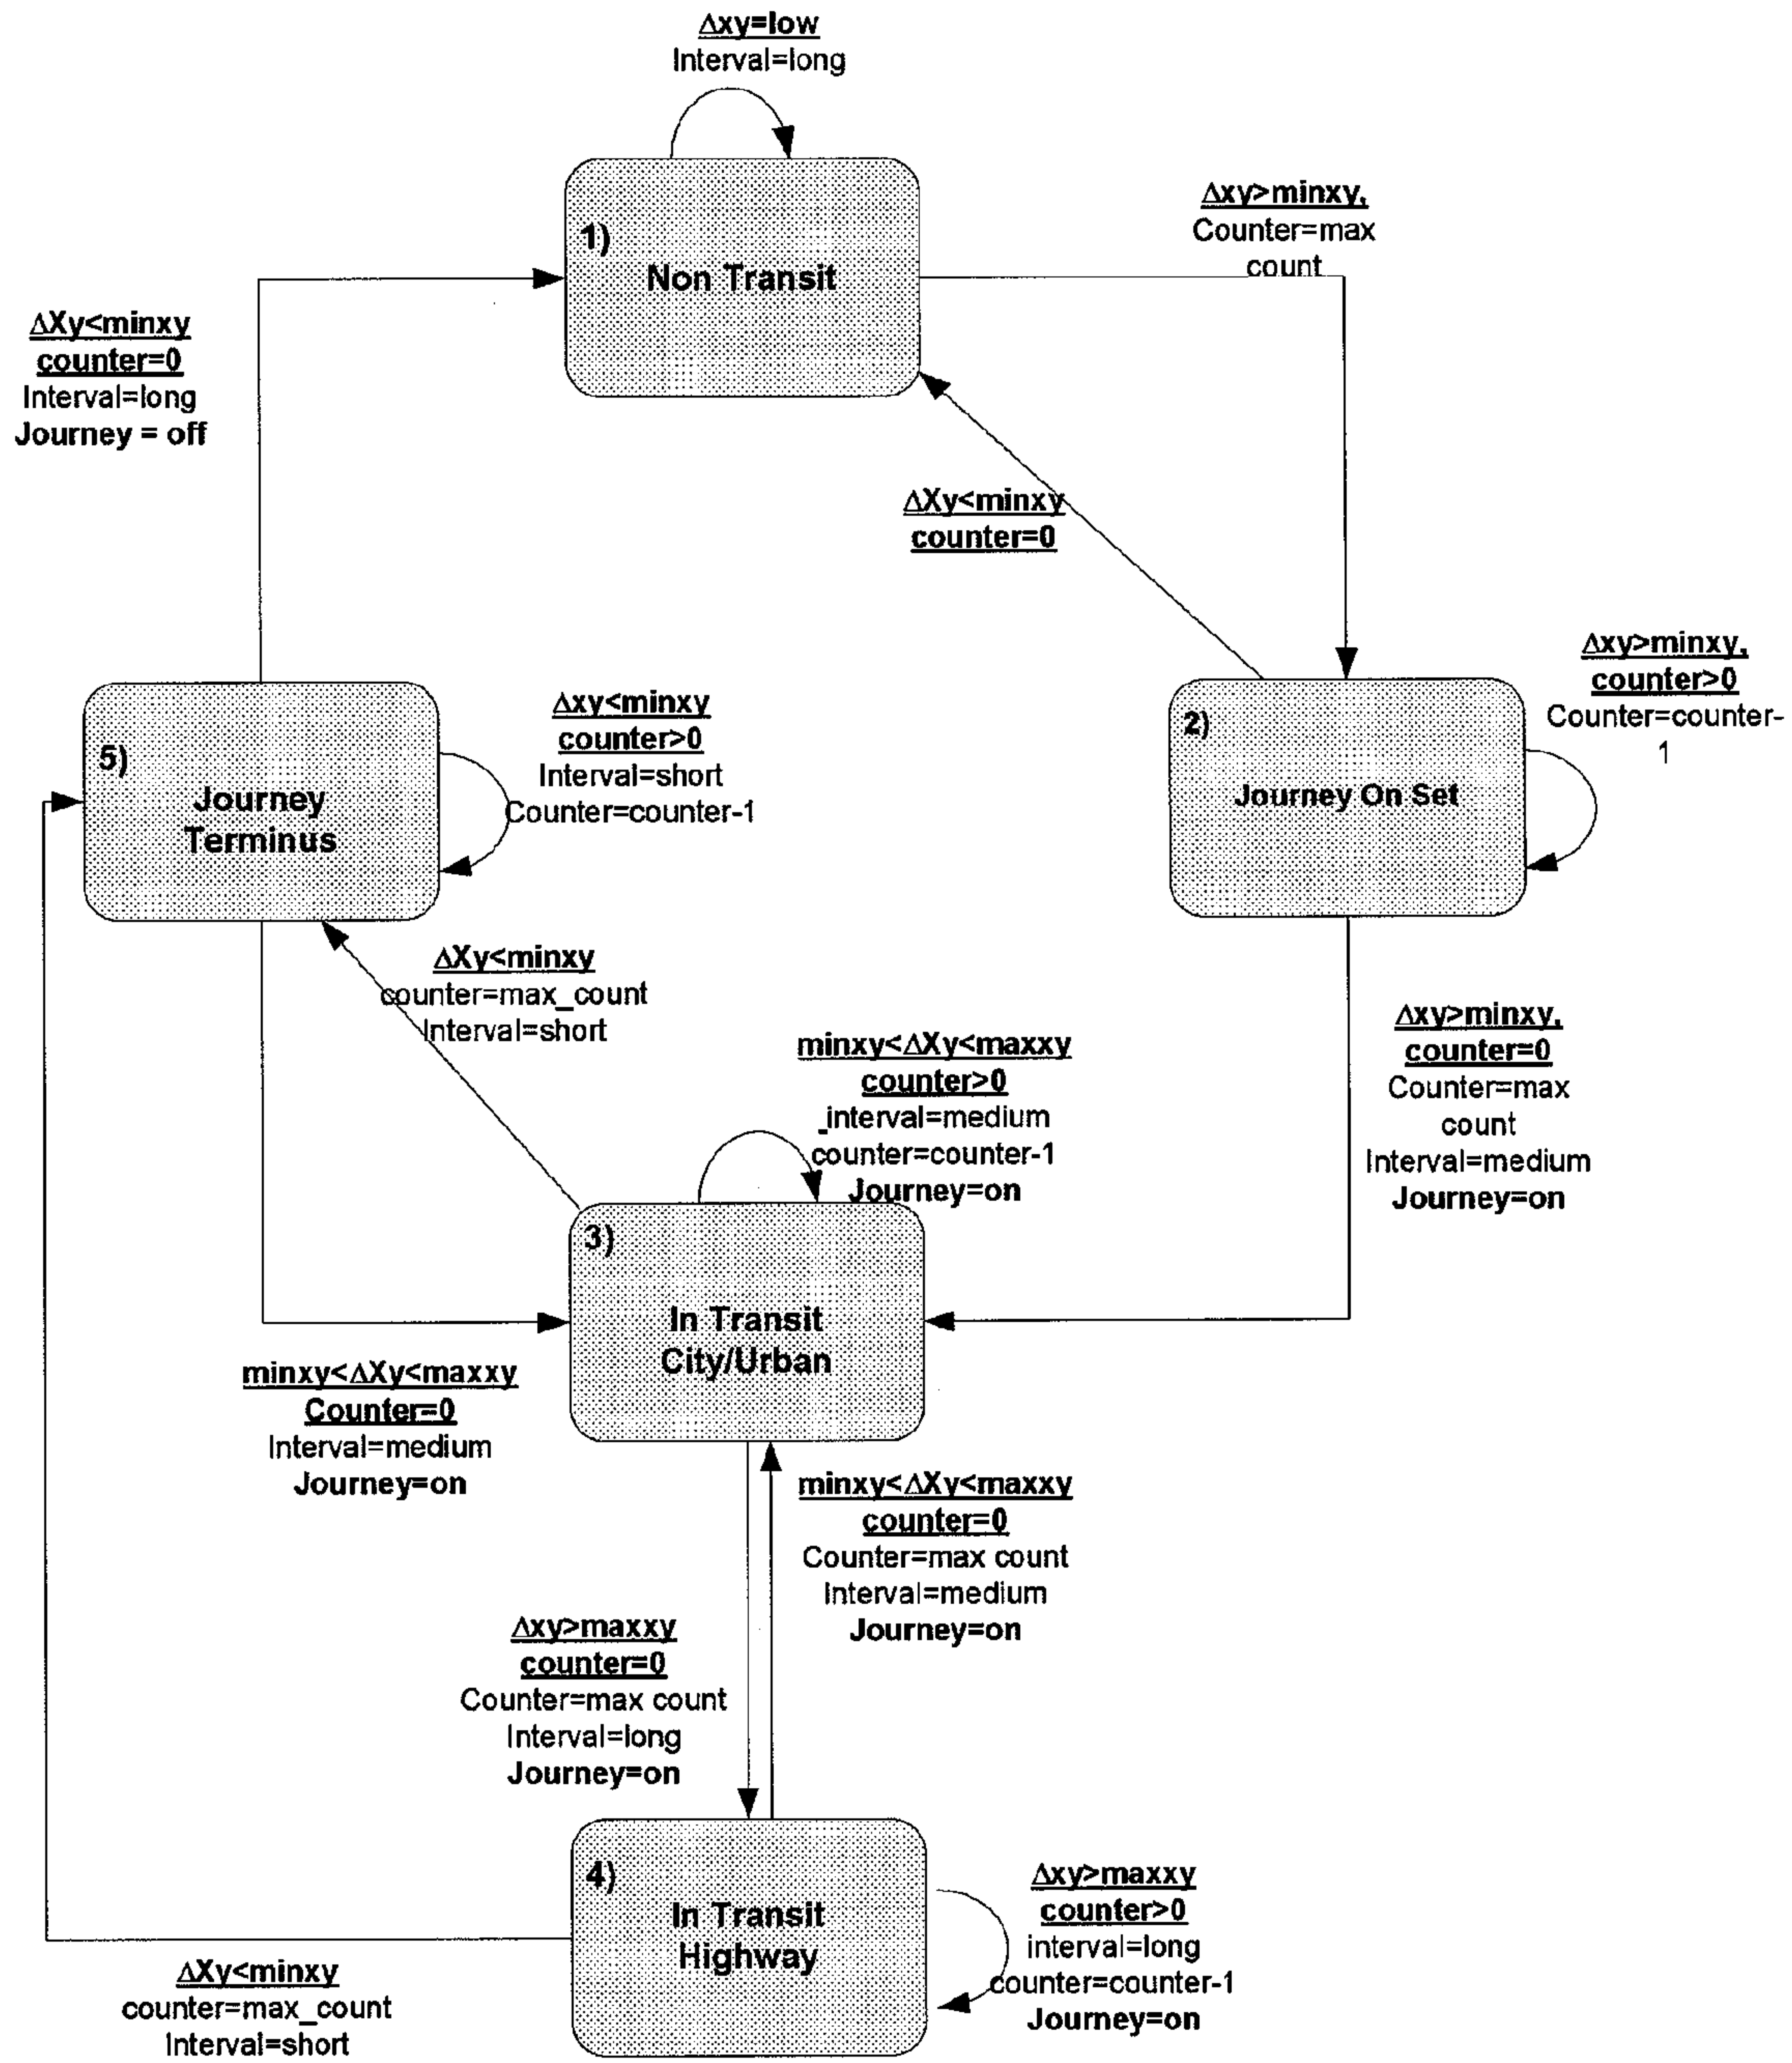 Δxy=low
Interval=long
1)
Non Transit
Δxy>minxy,
Counter=max
count
ΔXy<minxy
counter=0
Interval=long
Journey = off
ΔXy<minxy
counter=0
Δxy>minxy,
counter>0
Counter=counter-
1
2)
Journey On Set
5)
Journey
Terminus
Δxy<minxy
counter>0
Interval=short
Counter=counter-1
ΔXy<minxy
counter=max_count
Interval=short
minxy<ΔXy<maxxy
counter>0
interval=medium
counter=counter-1
Journey=on
Δxy>minxy,
counter=0
Counter=max
count
Interval=medium
Journey=on
3)
In Transit
City/Urban
minxy<ΔXy<maxxy
Counter=0
Interval=medium
Journey=on
minxy<ΔXy<maxxy
counter=0
Counter=max count
Interval=medium
Journey=on
Δxy>maxxy
counter=0
Counter=max count
Interval=long
Journey=on
4)
In Transit
Highway
Δxy>maxxy
counter>0
interval=long
counter=counter-1
Journey=on
ΔXy<minxy
counter=max_count
Interval=short